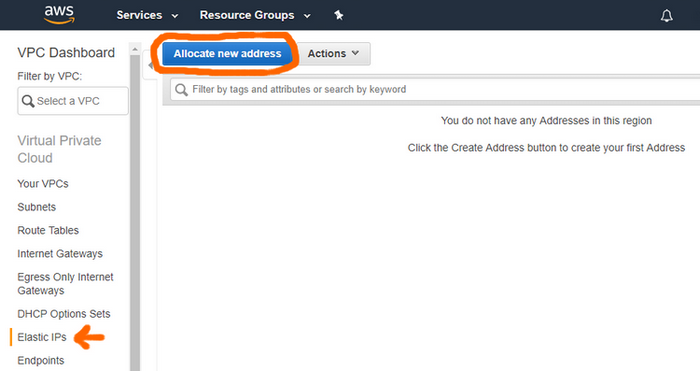 aws
Services
Resource Groups
VPC Dashboard
Filter by VPC:
Select a VPC
Virtual Private
Cloud
Your VPCs
Subnets
Route Tables
Internet Gateways
Egress Only Internet
Gateways
DHCP Options Sets
Elastic IPs
Endpoints
Allocate new address
Actions
Filter by tags and attributes or search by keyword
You do not have any Addresses in this region
Click the Create Address button to create your first Address